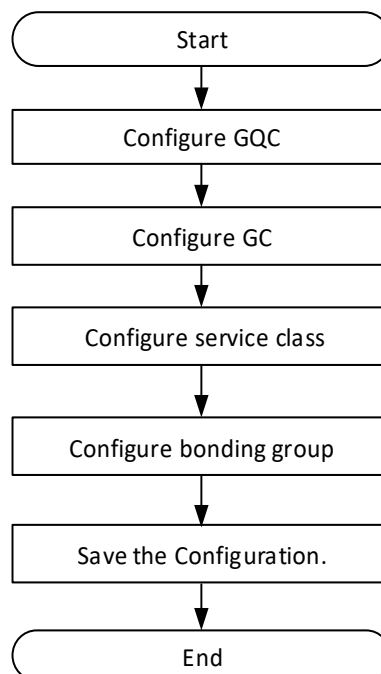 Start
Configure GQC
Configure GC
Configure service class
Configure bonding group
Save the Configuration.
End